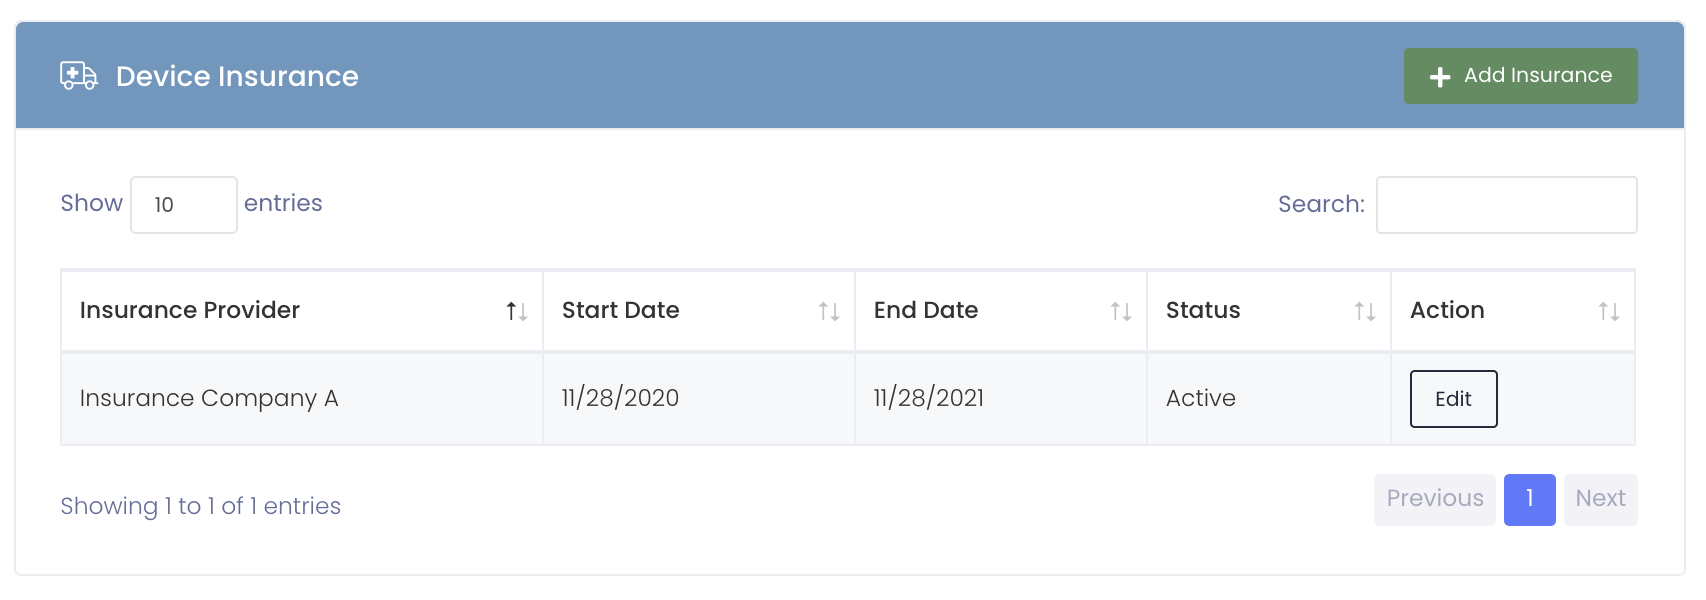 Device Insurance
Add Insurance
Show 10 entries
Search:
Insurance Provider Start Date End Date Status Action
Insurance Company A 11/28/2020 11/28/2021 Active Edit
Showing 1 to 1 of 1 entries
Previous 1 Next